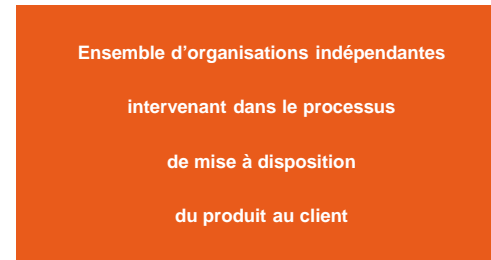 Ensemble d’organisations indépendantes
intervenant dans le processus
de mise à disposition
du produit au client